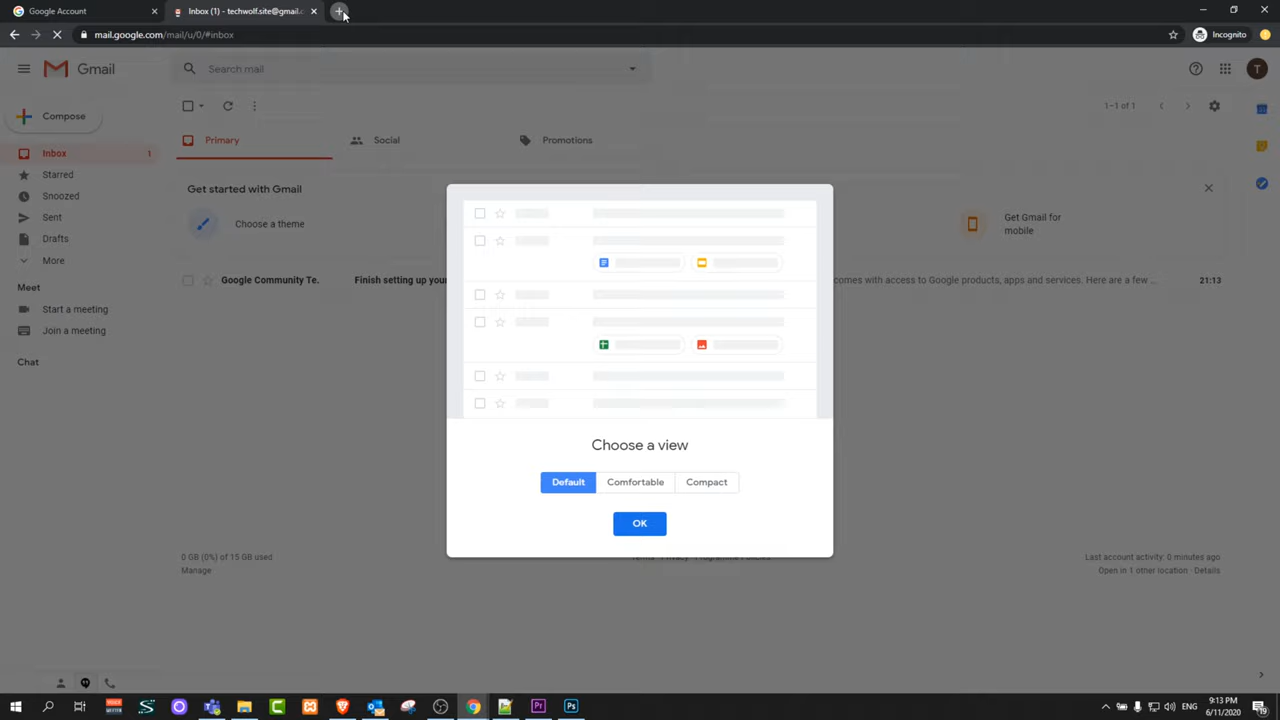 Google Account
Inbox (1) - techwolf.site@gmail.c
mail.google.com/mail/u/0/#inbox
Incognito
Gmail
Search mail
T
Compose
1–1 of 1
Primary
Social
Promotions
Inbox
1
Starred
Snoozed
Sent
Drafts
More
Get started with Gmail
Choose a theme
Get Gmail for
mobile
Google Community Te.
Finish setting up your
comes with access to Google products, apps and services. Here are a few ...
21:13
Meet
Start a meeting
Join a meeting
Chat
Choose a view
Default
Comfortable
Compact
OK
0 GB (0%) of 15 GB used
Manage
Last account activity: 0 minutes ago
Open in 1 other location · Details
ENG
9:13 PM
6/11/2020
19